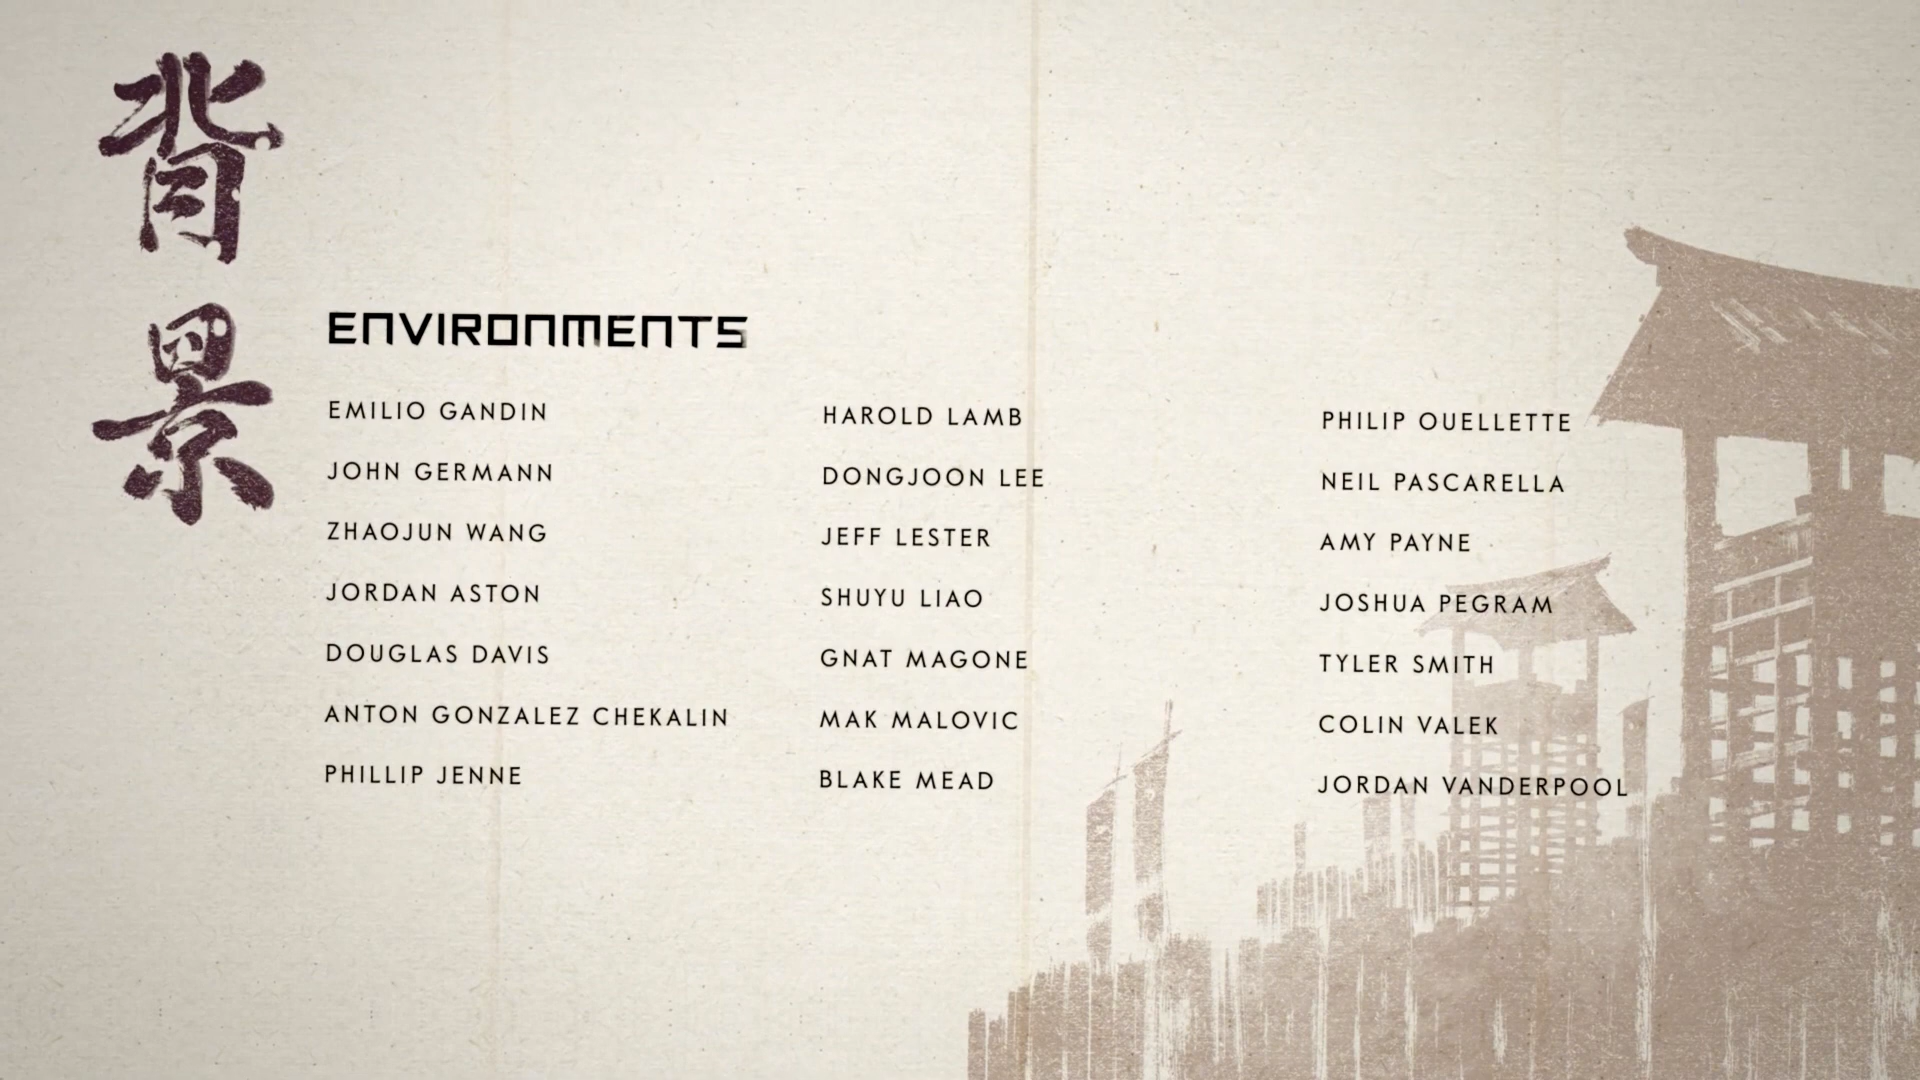 背景
ENVIRONMENTS
EMILIO GANDIN
JOHN GERMANN
ZHAOJUN WANG
JORDAN ASTON
DOUGLAS DAVIS
ANTON GONZALEZ CHEKALIN
PHILLIP JENNE
HAROLD LAMB
DONGJOON LEE
JEFF LESTER
SHUYU LIAO
GNAT MAGONE
MAK MALOVIC
BLAKE MEAD
PHILIP OUELLETTE
NEIL PASCARELLA
AMY PAYNE
JOSHUA PEGRAM
TYLER SMITH
COLIN VALEK
JORDAN VANDERPOOL